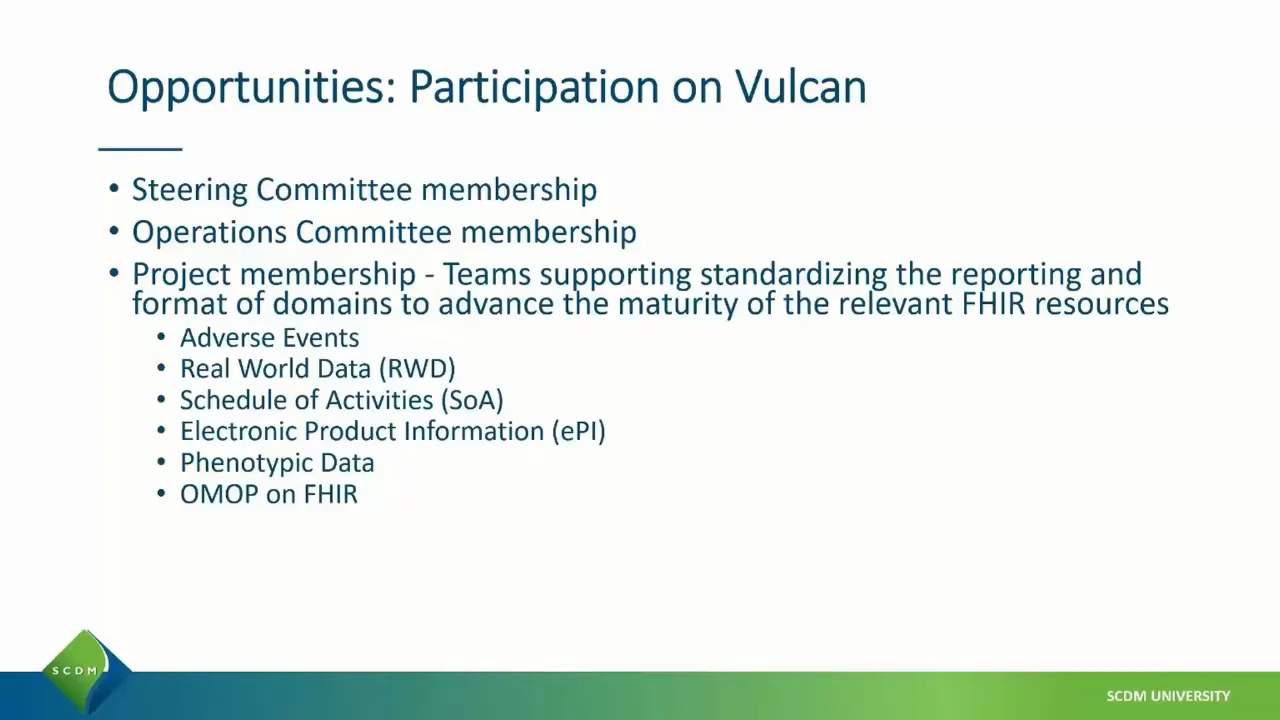 Opportunities: Participation on Vulcan
• Steering Committee membership
• Operations Committee membership
• Project membership - Teams supporting standardizing the reporting and
format of domains to advance the maturity of the relevant FHIR resources
• Adverse Events
• Real World Data (RWD)
• Schedule of Activities (SoA)
• Electronic Product Information (ePI)
• Phenotypic Data
• OMOP on FHIR
SCDM
SCDM UNIVERSITY